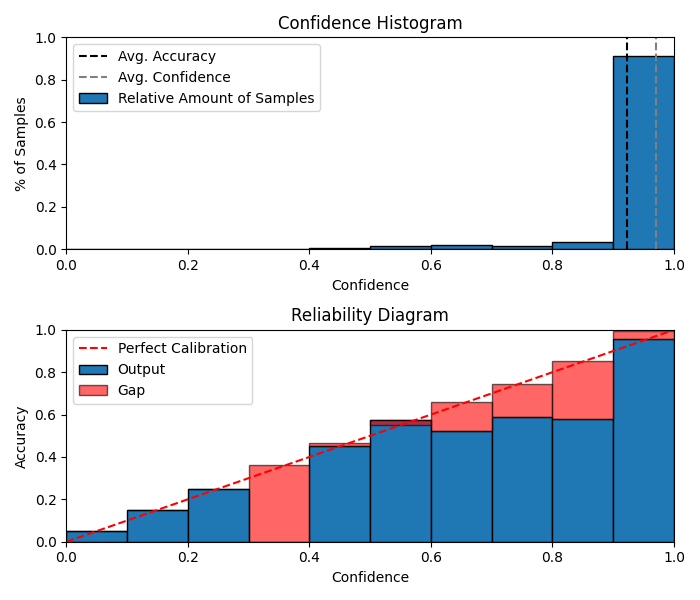 Confidence Histogram
1.0
0.8
0.6
0.4
0.2
0.0
% of Samples
Avg. Accuracy
Avg. Confidence
Relative Amount of Samples
0.0 0.2 0.4 0.6 0.8 1.0
Confidence
Reliability Diagram
1.0
0.8
0.6
0.4
0.2
0.0
Accuracy
Perfect Calibration
Output
Gap
0.0 0.2 0.4 0.6 0.8 1.0
Confidence